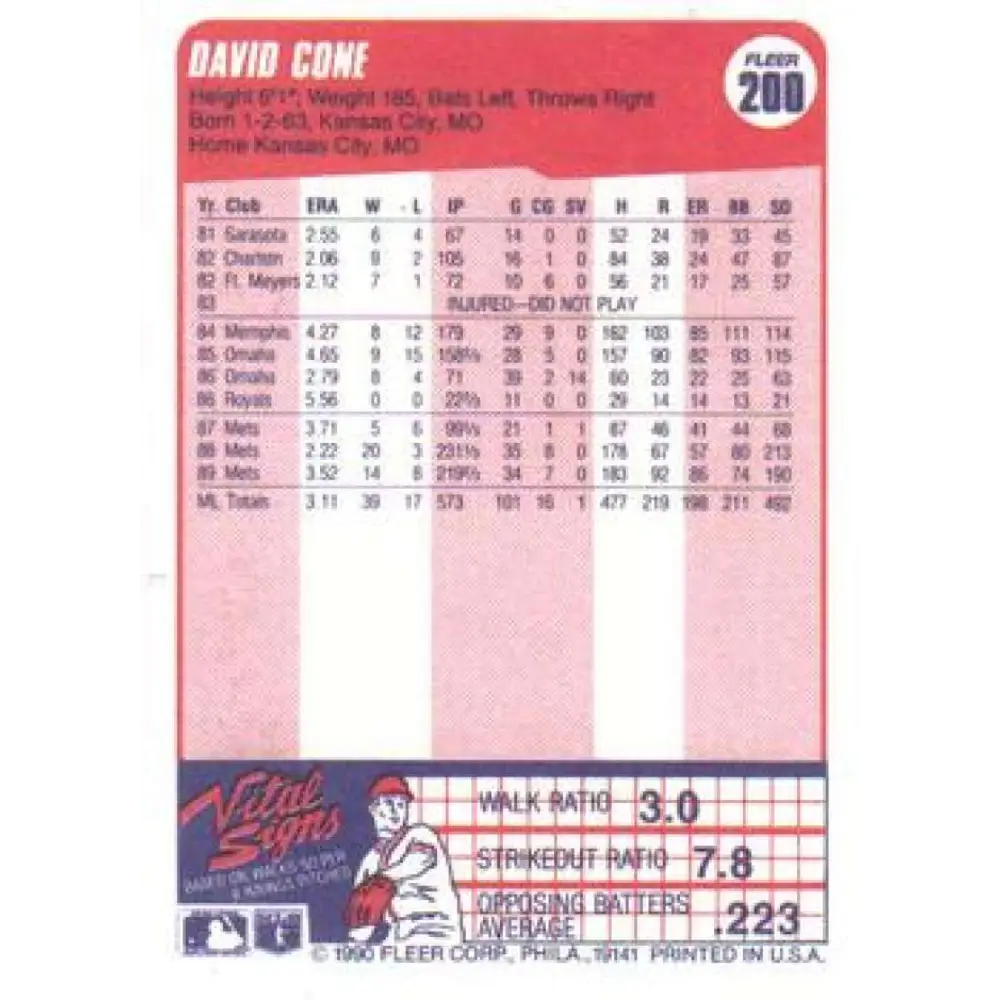 DAVID CONE
FLEER
200
Height 6'1", Weight 185, Bats Left, Throws Right
Born 1-2-63, Kansas City, MO
Home Kansas City, MO
Yr. Club ERA W L IP G CG SV H R ER BB SO
81 Sarasota 2.55 6 4 67 14 0 0 52 24 19 33 45
82 Charlstn 2.06 9 2 105 16 1 0 84 38 24 47 87
82 Ft. Meyers 2.12 7 1 72 10 6 0 56 21 17 25 57
83 INJURED—DID NOT PLAY
84 Memphis 4.27 8 12 179 29 9 0 162 103 85 111 114
85 Omaha 4.65 9 15 158⅔ 28 5 0 157 90 82 93 115
86 Omaha 2.79 8 4 71 39 2 14 60 23 22 25 63
86 Royals 5.56 0 0 22⅔ 11 0 0 29 14 14 13 21
87 Mets 3.71 5 6 99⅓ 21 1 1 87 46 41 44 68
88 Mets 2.22 20 3 231⅓ 35 8 0 178 67 57 80 213
89 Mets 3.52 14 8 219⅔ 34 7 0 183 92 86 74 190
ML Totals 3.11 39 17 573 101 16 1 477 219 198 211 492
Vital Signs
BASED ON WALKS/SO PER
9 INNINGS PITCHED
WALK RATIO 3.0
STRIKEOUT RATIO 7.8
OPPOSING BATTERS
AVERAGE .223
© 1990 FLEER CORP., PHILA., 19141 PRINTED IN U.S.A.